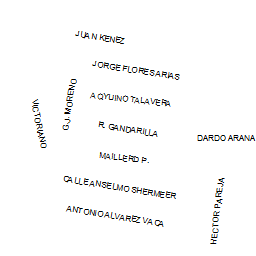 JUAN KENEZ
JORGE FLORES ARIAS
G.J. MORENO
AQYUINO TALAVERA
VICTORIANO
R. GANDARILLA
DARDO ARANA
MAILLERD P.
CALLE ANSELMO SHERMEER
HECTOR PAREJA
ANTONIO ALVAREZ VACA